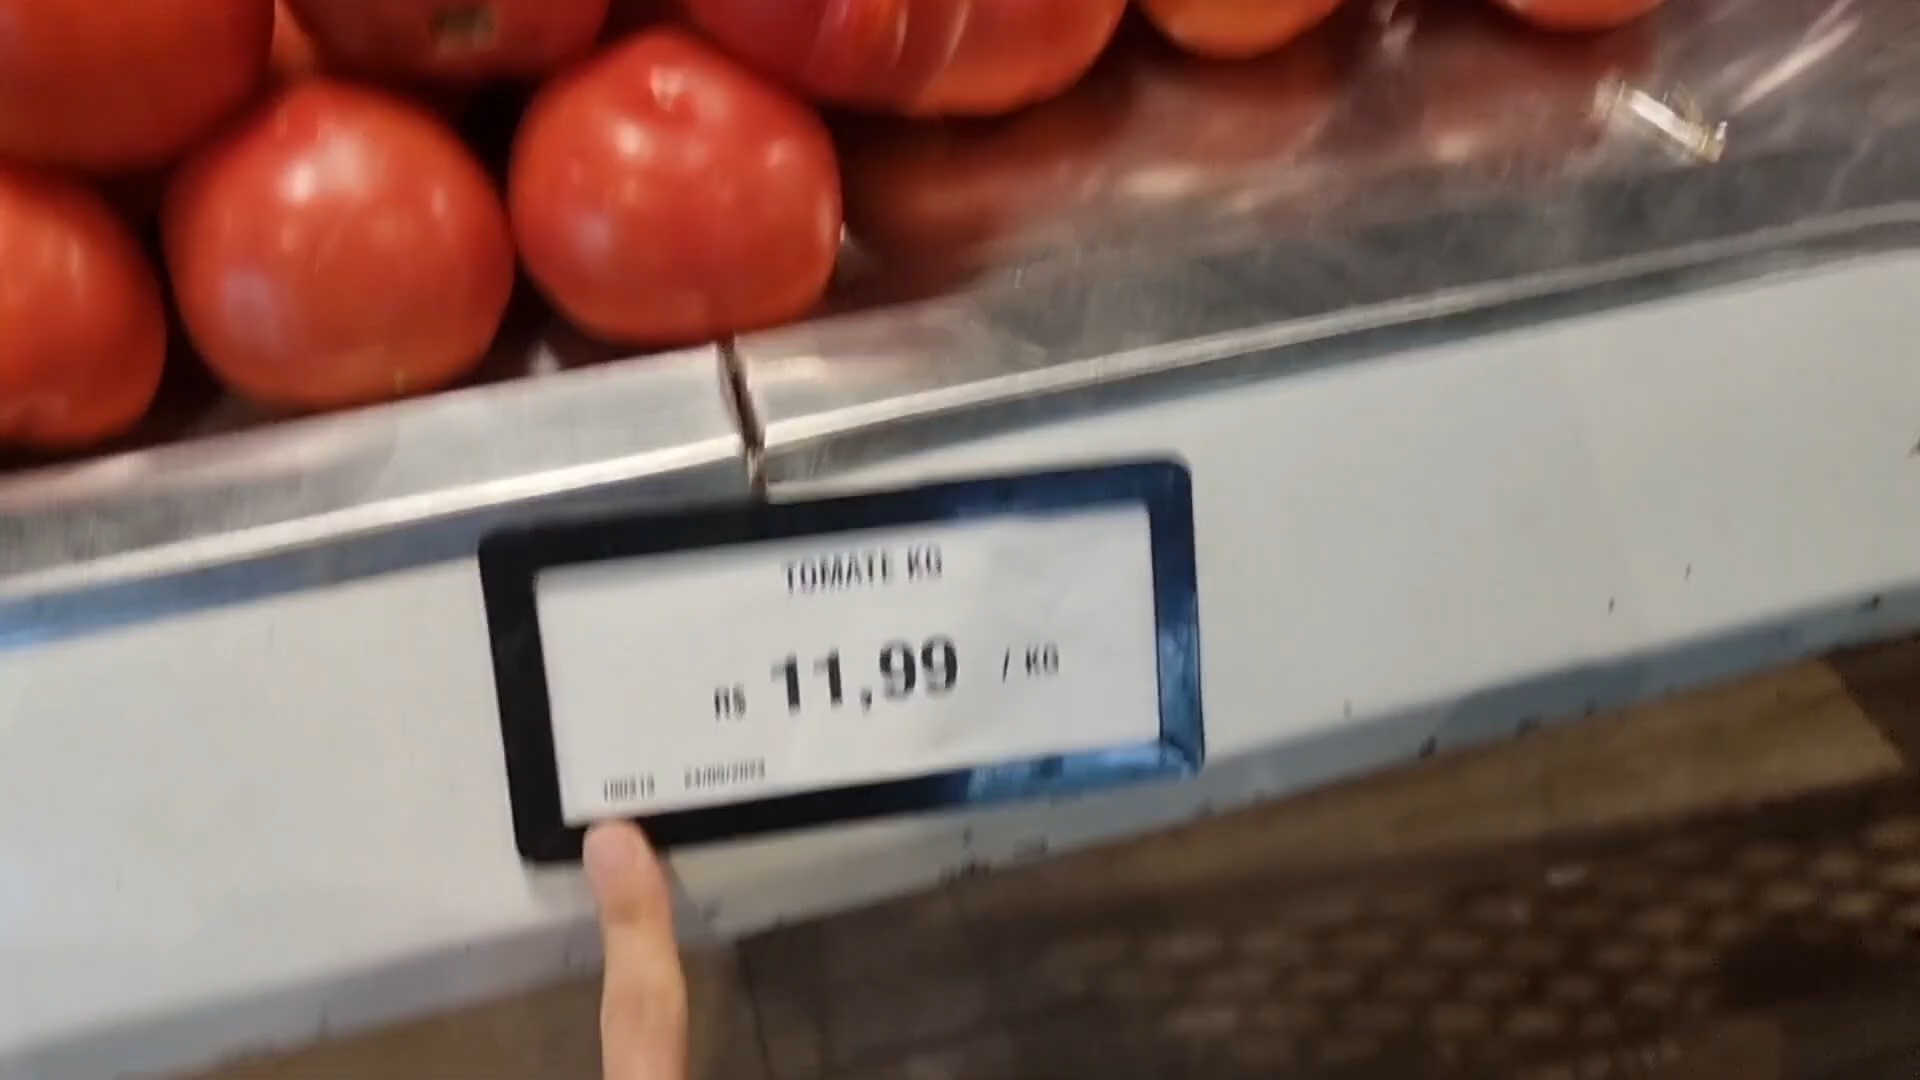 TOMATE KG
R$ 11,99 / KG